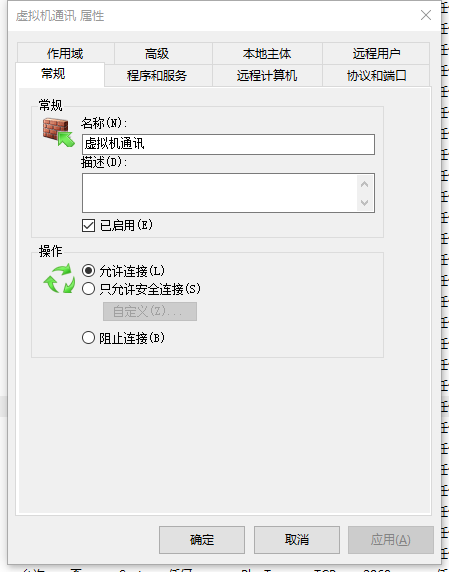 虚拟机通讯 属性
作用域 高级 本地主体 远程用户
常规 程序和服务 远程计算机 协议和端口
常规
名称(N):
虚拟机通讯
描述(D):
已启用(E)
操作
允许连接(L)
只允许安全连接(S)
自定义(Z)...
阻止连接(B)
确定 取消 应用(A)